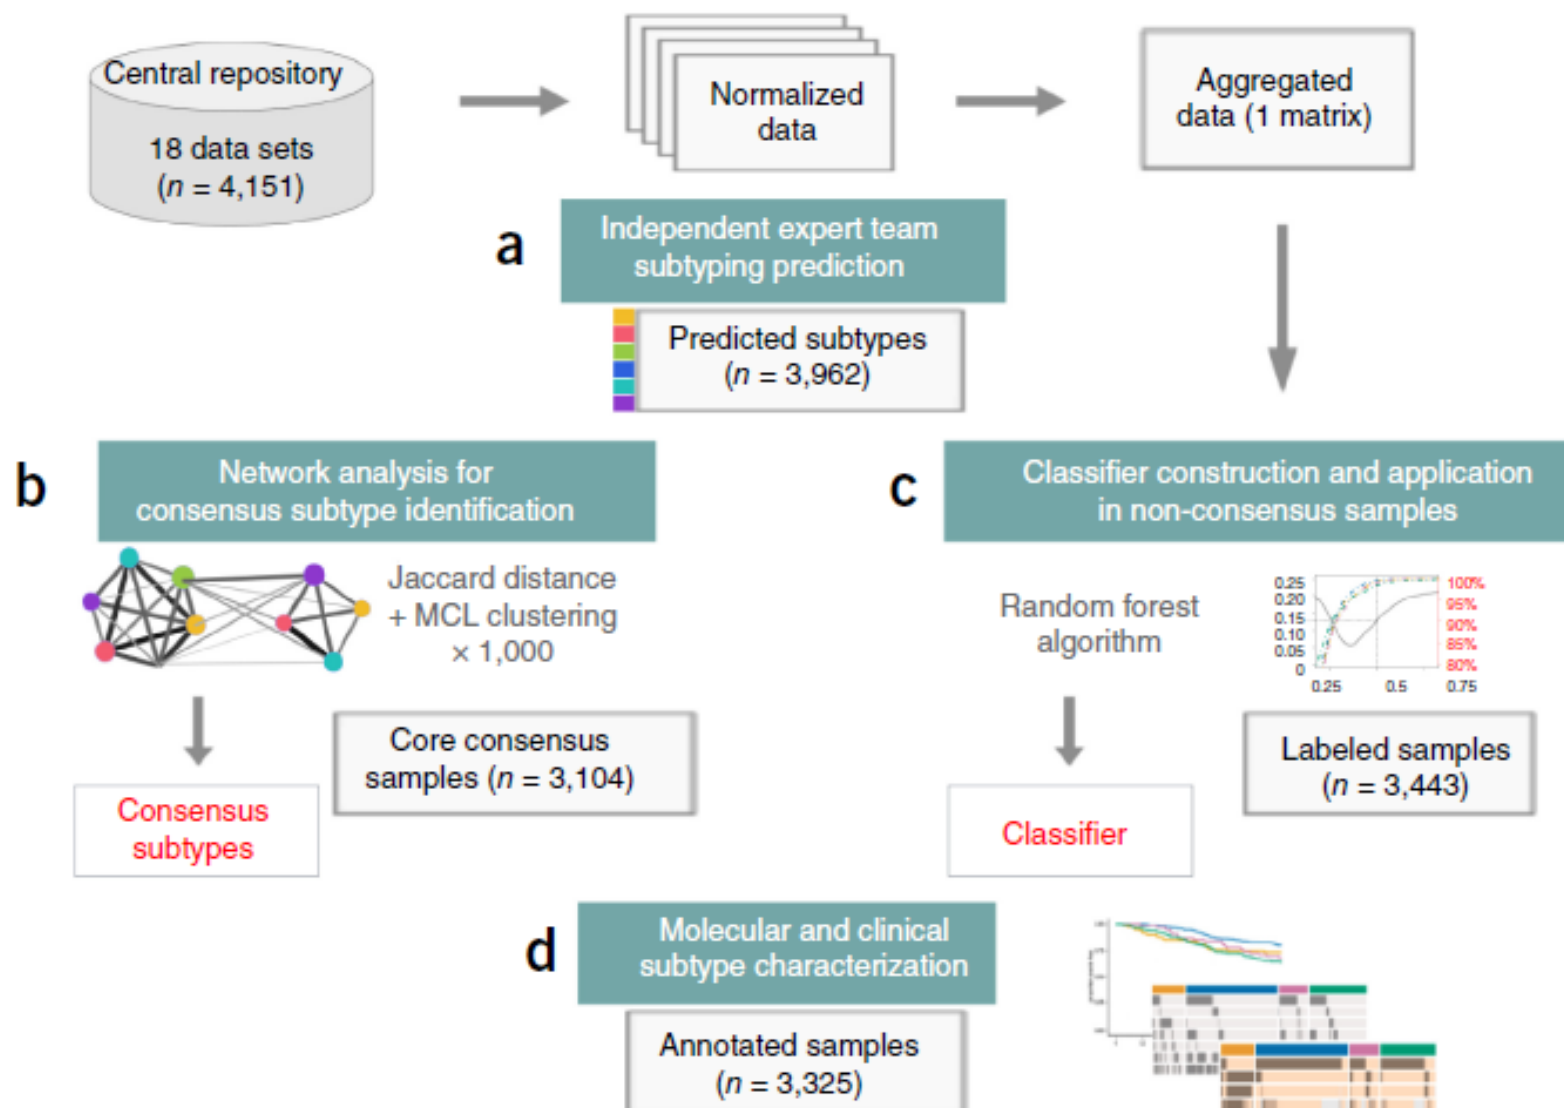 Central repository
18 data sets
(n = 4,151)
Normalized
data
Aggregated
data (1 matrix)
a
Independent expert team
subtyping prediction
Predicted subtypes
(n = 3,962)
b
Network analysis for
consensus subtype identification
Jaccard distance
+ MCL clustering
× 1,000
Core consensus
samples (n = 3,104)
Consensus
subtypes
c
Classifier construction and application
in non-consensus samples
Random forest
algorithm
0.25
0.20
0.15
0.10
0.05
0
100%
95%
90%
85%
80%
0.25 0.5 0.75
Labeled samples
(n = 3,443)
Classifier
d
Molecular and clinical
subtype characterization
Annotated samples
(n = 3,325)